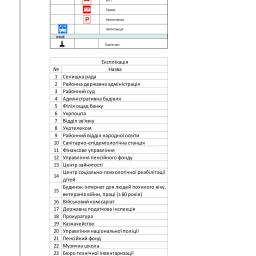 Р
Автостанція
Експлікація
№ Назва
1 Селищна рада
2 Районна державна адміністрація
3 Районний суд
4 Адміністративна будівля
5 Філія ощад банку
6 Укрпошта
7 Відділ зв'язку
8 Укртелеком
9 Районний відділ народної освіти
10 Санітарно-епідеміологічна станція
11 Фінансове управління
12 Управління пенсійного фонду
13 Центр зайнятості
14 Центр соціально-психологічної реабілітації
дітей
15 Будинок-інтернат для людей похилого віку,
ветеранів війни, праці (з 60 років)
16 Військовий комісаріат
17 Державна податкова інспекція
18 Прокуратура
19 Казначейство
20 Управління національної поліції
21 Пенсійний фонд
22 Музична школа
23 Бюро технічної інвентаризації